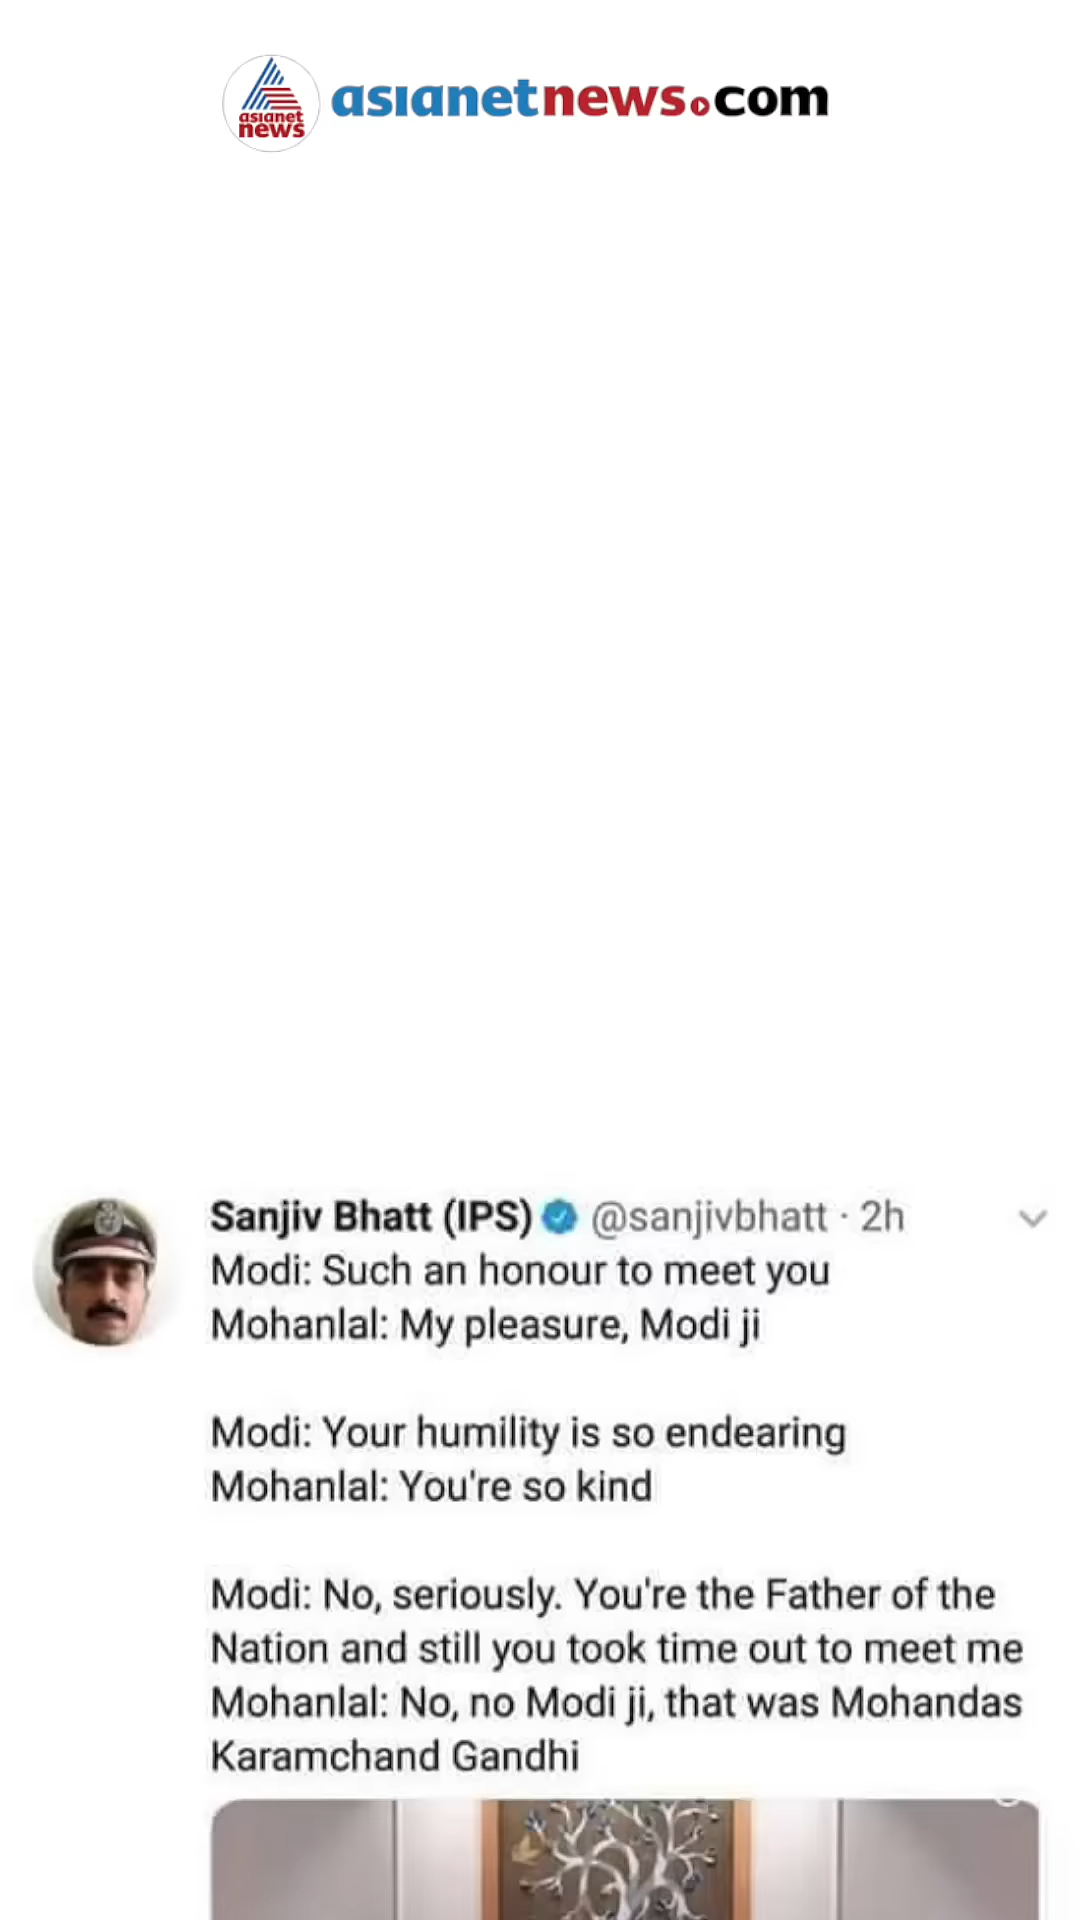 asianet
news
asianetnews.com
Sanjiv Bhatt (IPS) @sanjivbhatt · 2h
Modi: Such an honour to meet you
Mohanlal: My pleasure, Modi ji
Modi: Your humility is so endearing
Mohanlal: You're so kind
Modi: No, seriously. You're the Father of the
Nation and still you took time out to meet me
Mohanlal: No, no Modi ji, that was Mohandas
Karamchand Gandhi